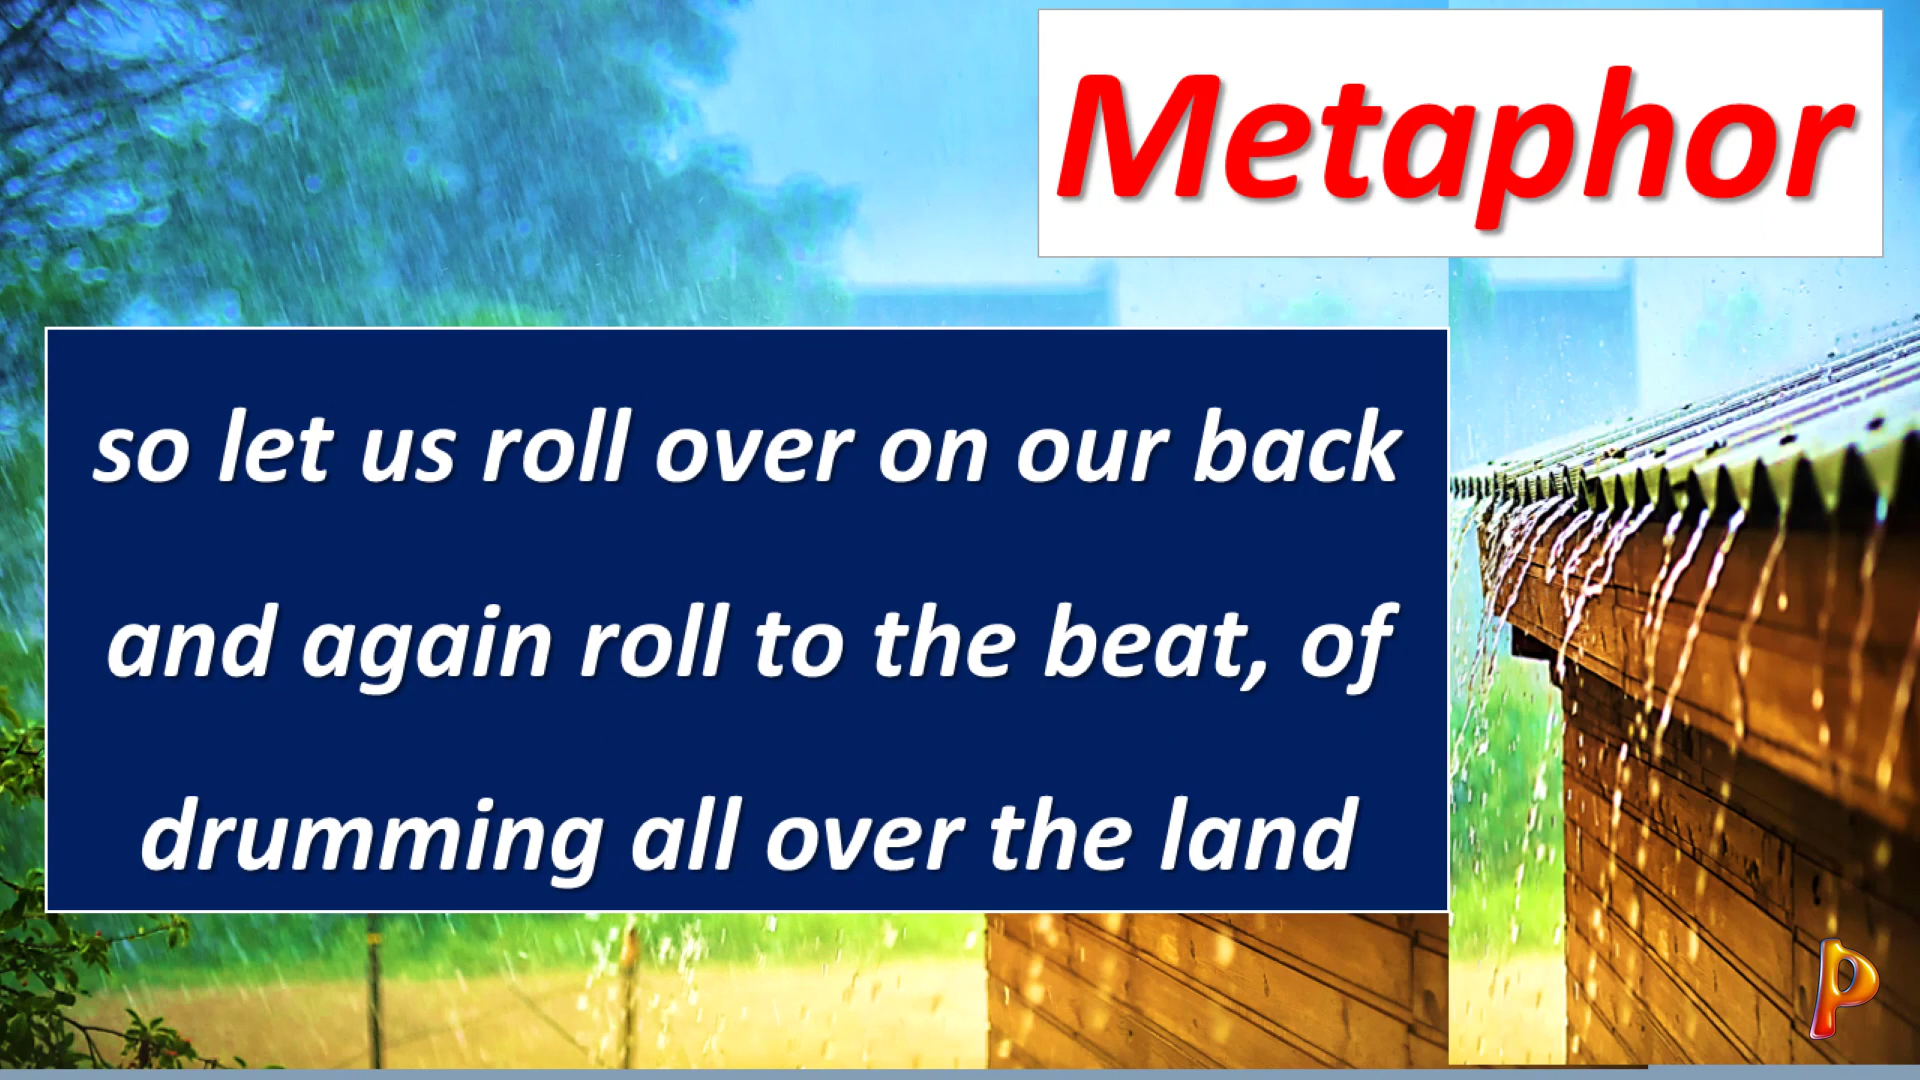 Metaphor
so let us roll over on our back
and again roll to the beat, of
drumming all over the land
P